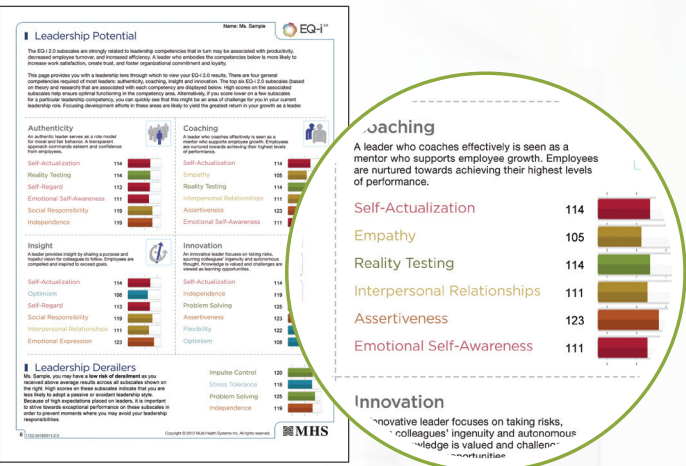 Name: Ms. Sample
EQ-i 2.0
Leadership Potential
The EQ-i 2.0 subscales are strongly related to leadership competencies that in turn may be associated with productivity,
decreased employee turnover, and increased efficiency. A leader who embodies the competencies below is more likely to
increase work satisfaction, create trust, and foster organizational commitment and loyalty.
This page provides you with a leadership lens through which to view your EQ-i 2.0 results. There are four general
competencies required of most leaders: authenticity, coaching, insight and innovation. The top six EQ-i 2.0 subscales (based
on theory and research) that are associated with each competency are displayed below. High scores on the associated
subscales help ensure optimal functioning in the competency area. Alternatively, if you score lower on a few subscales
for a particular leadership competency, you can quickly see that this might be an area of challenge for you in your current
leadership role. Focusing development efforts in these areas are likely to yield the greatest return in your growth as a leader.
Authenticity
An authentic leader serves as a role model
for moral and fair behavior. A transparent
approach commands esteem and confidence
from employees.
Self-Actualization 114
Reality Testing 114
Self-Regard 113
Emotional Self-Awareness 111
Social Responsibility 119
Independence 119
Coaching
A leader who coaches effectively is seen as a
mentor who supports employee growth. Employees
are nurtured towards achieving their highest levels
of performance.
Self-Actualization 114
Empathy 105
Reality Testing 114
Interpersonal Relationships 111
Assertiveness 123
Emotional Self-Awareness 111
Insight
A leader provides insight by sharing a purpose and
hopeful vision for colleagues to follow. Employees are
compelled and inspired to exceed goals.
Self-Actualization 114
Optimism 108
Self-Regard 113
Social Responsibility 119
Interpersonal Relationships 111
Emotional Expression 123
Innovation
An innovative leader focuses on taking risks,
spurring colleagues' ingenuity and autonomous
thought. Knowledge is valued and challenges are
viewed as learning opportunities.
Self-Actualization 114
Independence 119
Problem Solving 125
Assertiveness 123
Flexibility 122
Optimism 108
Leadership Derailers
Ms. Sample, you may have a low risk of derailment as you
received above average results across all subscales shown on
the right. High scores on these subscales indicate that you are
less likely to adopt a passive or avoidant leadership style.
Because of high expectations placed on leaders, it is important
to strive towards exceptional performance on these subscales in
order to prevent moments where you may avoid your leadership
responsibilities.
Impulse Control 120
Stress Tolerance 118
Problem Solving 125
Independence 119
6
Copyright © 2012 Multi-Health Systems Inc. All rights reserved.
MHS
oaching
A leader who coaches effectively is seen as a
mentor who supports employee growth. Employees
are nurtured towards achieving their highest levels
of performance.
Self-Actualization 114
Empathy 105
Reality Testing 114
Interpersonal Relationships 111
Assertiveness 123
Emotional Self-Awareness 111
Innovation
novative leader focuses on taking risks,
colleagues' ingenuity and autonomous
wledge is valued and challenge
opportunities